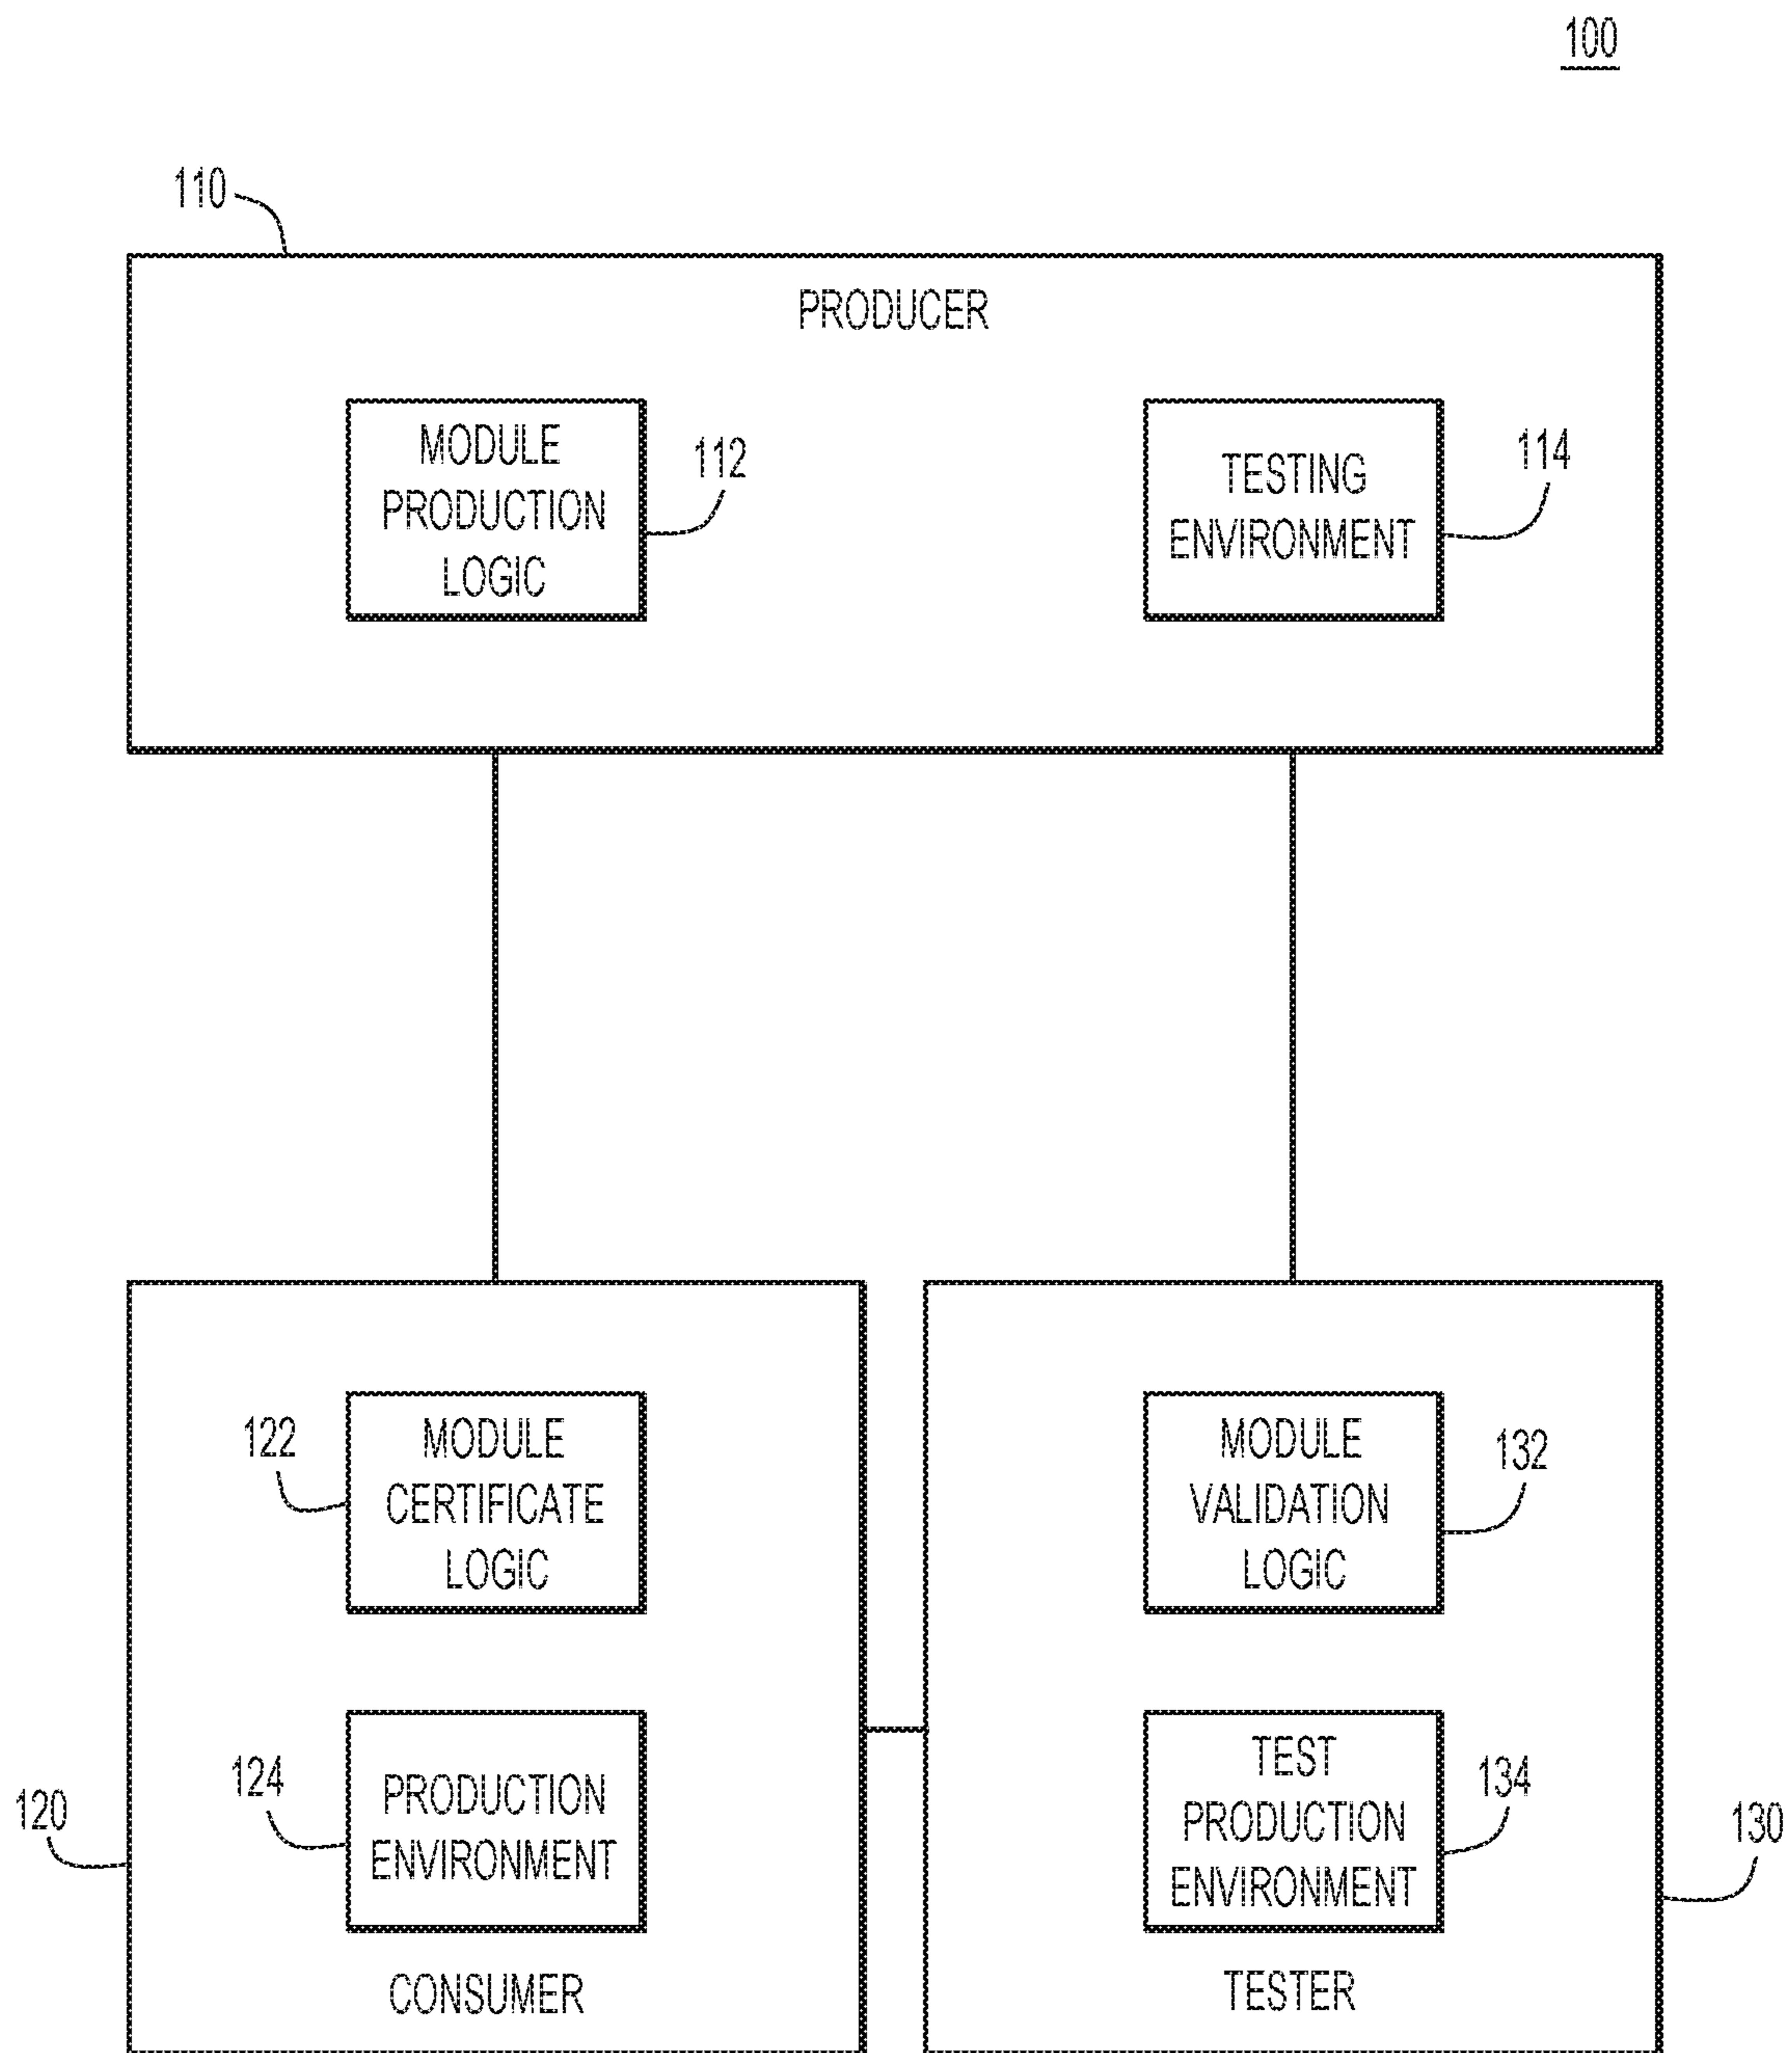 100
110
PRODUCER
MODULE
PRODUCTION
LOGIC
112
TESTING
ENVIRONMENT
114
122
MODULE
CERTIFICATE
LOGIC
MODULE
VALIDATION
LOGIC
132
120
124
PRODUCTION
ENVIRONMENT
TEST
PRODUCTION
ENVIRONMENT
134
130
CONSUMER
TESTER